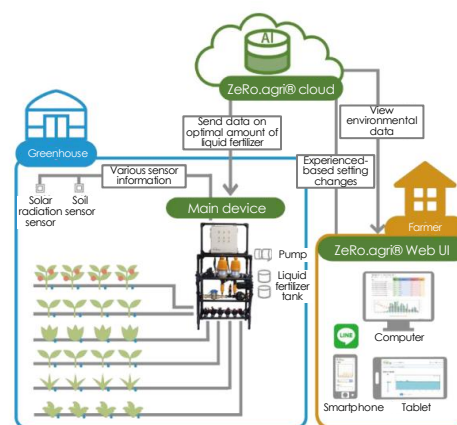 AI
ZeRo.agri® cloud
Send data on
optimal amount of
liquid fertilizer
View
environmental
data
Greenhouse
Various sensor
information
Experienced-
based setting
changes
Solar
radiation
sensor
Soil
sensor
Main device
Farmer
ZeRo.agri® Web UI
Pump
Liquid
fertilizer
tank
Computer
LINE
Smartphone
Tablet